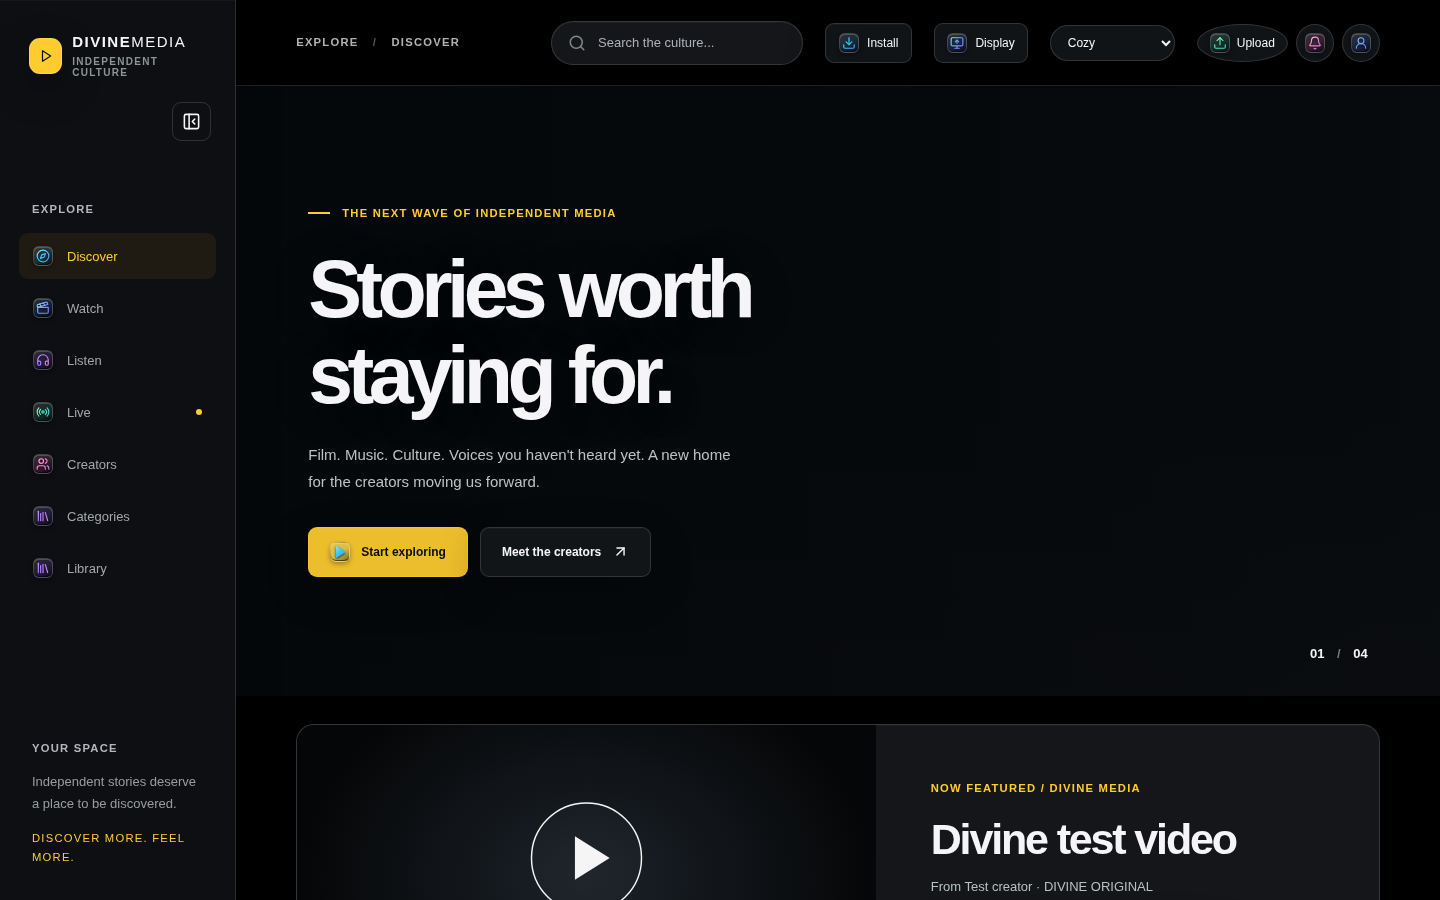 DIVINEMEDIA
INDEPENDENT
CULTURE
EXPLORE
Discover
Watch
Listen
Live
Creators
Categories
Library
YOUR SPACE
Independent stories deserve
a place to be discovered.
DISCOVER MORE. FEEL
MORE.
EXPLORE / DISCOVER
Search the culture...
Install
Display
Cozy
Upload
THE NEXT WAVE OF INDEPENDENT MEDIA
Stories worth
staying for.
Film. Music. Culture. Voices you haven't heard yet. A new home
for the creators moving us forward.
Start exploring
Meet the creators
01 / 04
NOW FEATURED / DIVINE MEDIA
Divine test video
From Test creator · DIVINE ORIGINAL